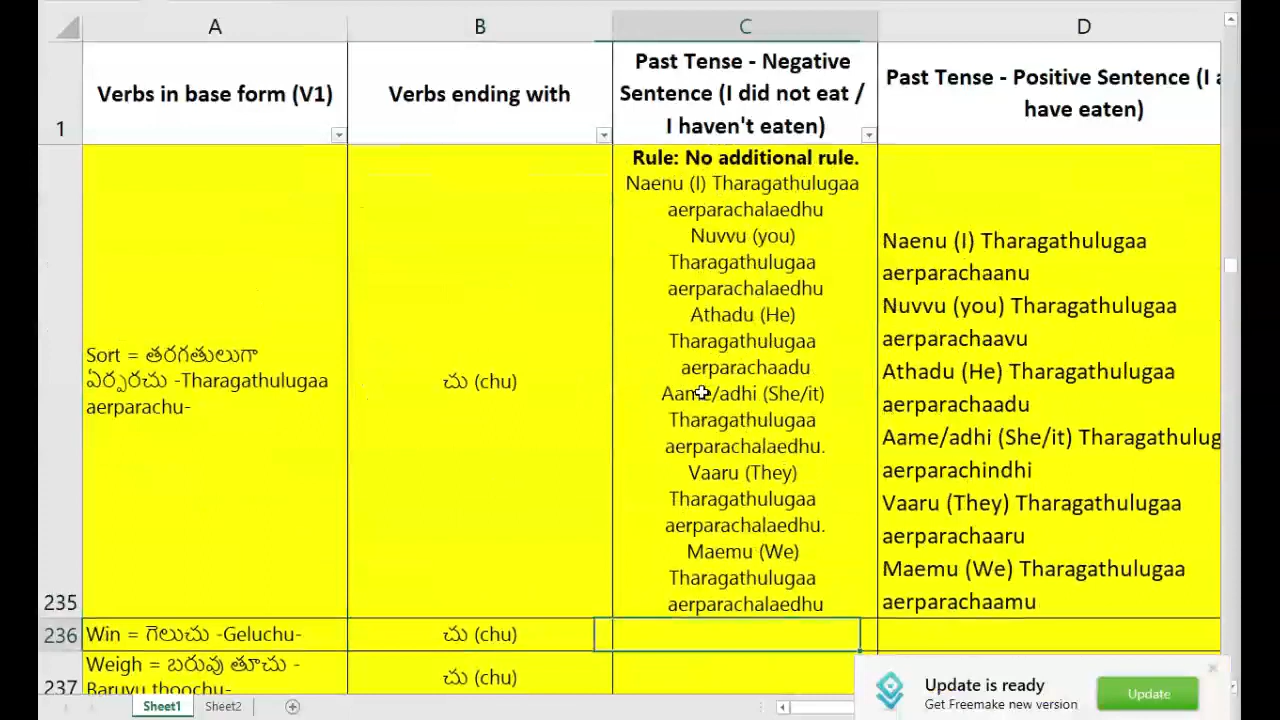 A B C D
1
Verbs in base form (V1)
Verbs ending with
Past Tense - Negative
Sentence (I did not eat /
I haven't eaten)
Past Tense - Positive Sentence (I a
have eaten)
235
Sort = తరగతులుగా
ఏర్పరచు -Tharagathulugaa
aerparachu-
చు (chu)
Rule: No additional rule.
Naenu (I) Tharagathulugaa
aerparachalaedhu
Nuvvu (you)
Tharagathulugaa
aerparachalaedhu
Athadu (He)
Tharagathulugaa
aerparachaadu
Aame/adhi (She/it)
Tharagathulugaa
aerparachalaedhu.
Vaaru (They)
Tharagathulugaa
aerparachalaedhu.
Maemu (We)
Tharagathulugaa
aerparachalaedhu
Naenu (I) Tharagathulugaa
aerparachaanu
Nuvvu (you) Tharagathulugaa
aerparachaavu
Athadu (He) Tharagathulugaa
aerparachaadu
Aame/adhi (She/it) Tharagathulug
aerparachindhi
Vaaru (They) Tharagathulugaa
aerparachaaru
Maemu (We) Tharagathulugaa
aerparachaamu
236 Win = గెలుచు -Geluchu- చు (chu)
237
Weigh = బరువు తూచు -
Baruvu thoochu-
చు (chu)
Sheet1 Sheet2
Update is ready
Get Freemake new version
Update